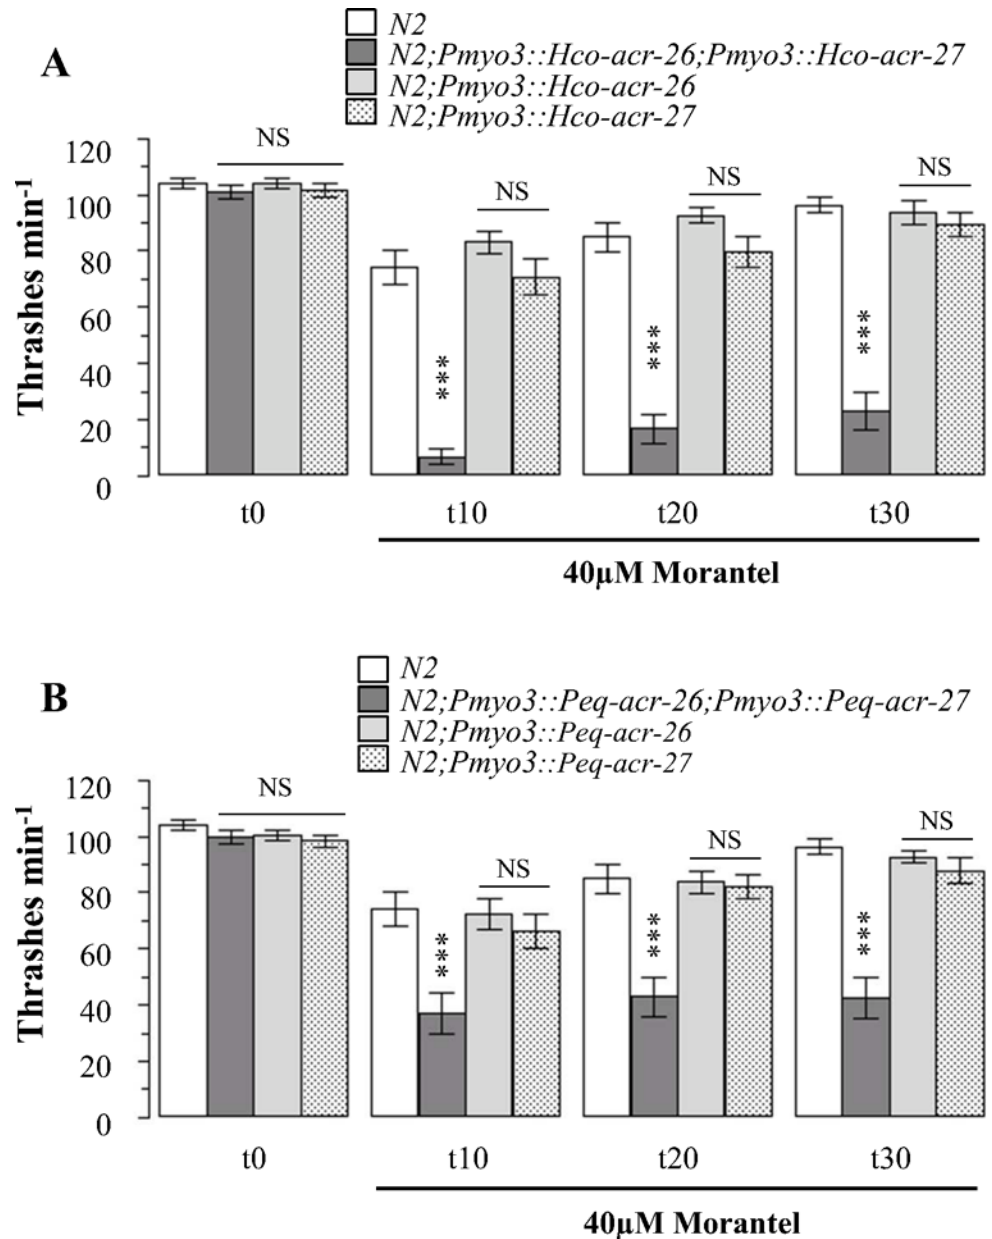 A
N2
N2;Pmyo3::Hco-acr-26;Pmyo3::Hco-acr-27
N2;Pmyo3::Hco-acr-26
N2;Pmyo3::Hco-acr-27
Thrashes min-1
120
100
80
60
40
20
0
NS
NS
NS
NS
***
***
***
t0
t10
t20
t30
40µM Morantel
B
N2
N2;Pmyo3::Peq-acr-26;Pmyo3::Peq-acr-27
N2;Pmyo3::Peq-acr-26
N2;Pmyo3::Peq-acr-27
Thrashes min-1
120
100
80
60
40
20
0
NS
NS
NS
NS
***
***
***
t0
t10
t20
t30
40µM Morantel